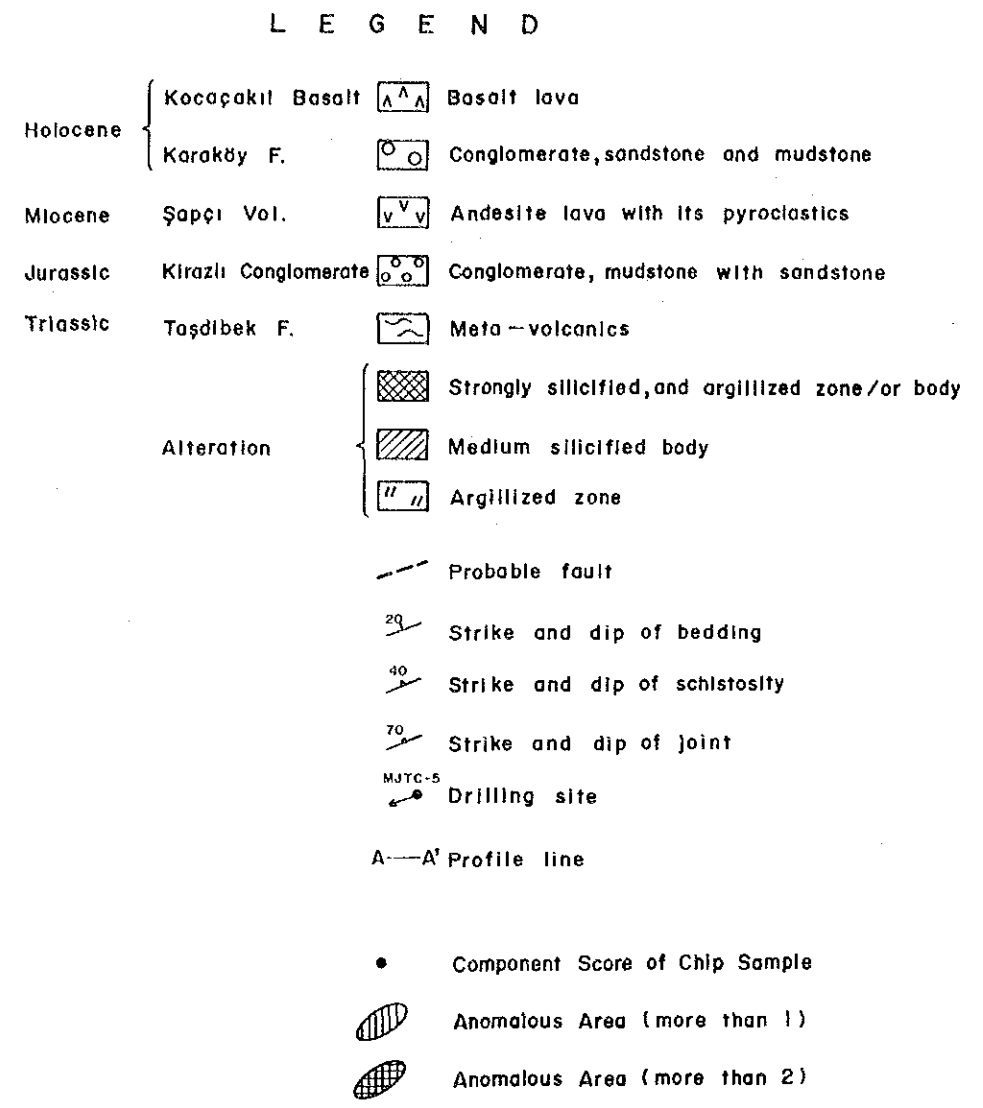 L E G E N D
Kocaçakıl Basalt Basalt lava
Holocene
Karaköy F. Conglomerate, sandstone and mudstone
Miocene Şapçı Vol. Andesite lava with its pyroclastics
Jurassic Kirazlı Conglomerate Conglomerate, mudstone with sandstone
Triassic Taşdibek F. Meta-volcanics
Strongly silicified, and argillized zone/or body
Alteration Medium silicified body
Argillized zone
Probable fault
20 Strike and dip of bedding
40 Strike and dip of schistosity
70 Strike and dip of joint
MJTC-5
Drilling site
A—A' Profile line
Component Score of Chip Sample
Anomalous Area (more than 1)
Anomalous Area (more than 2)